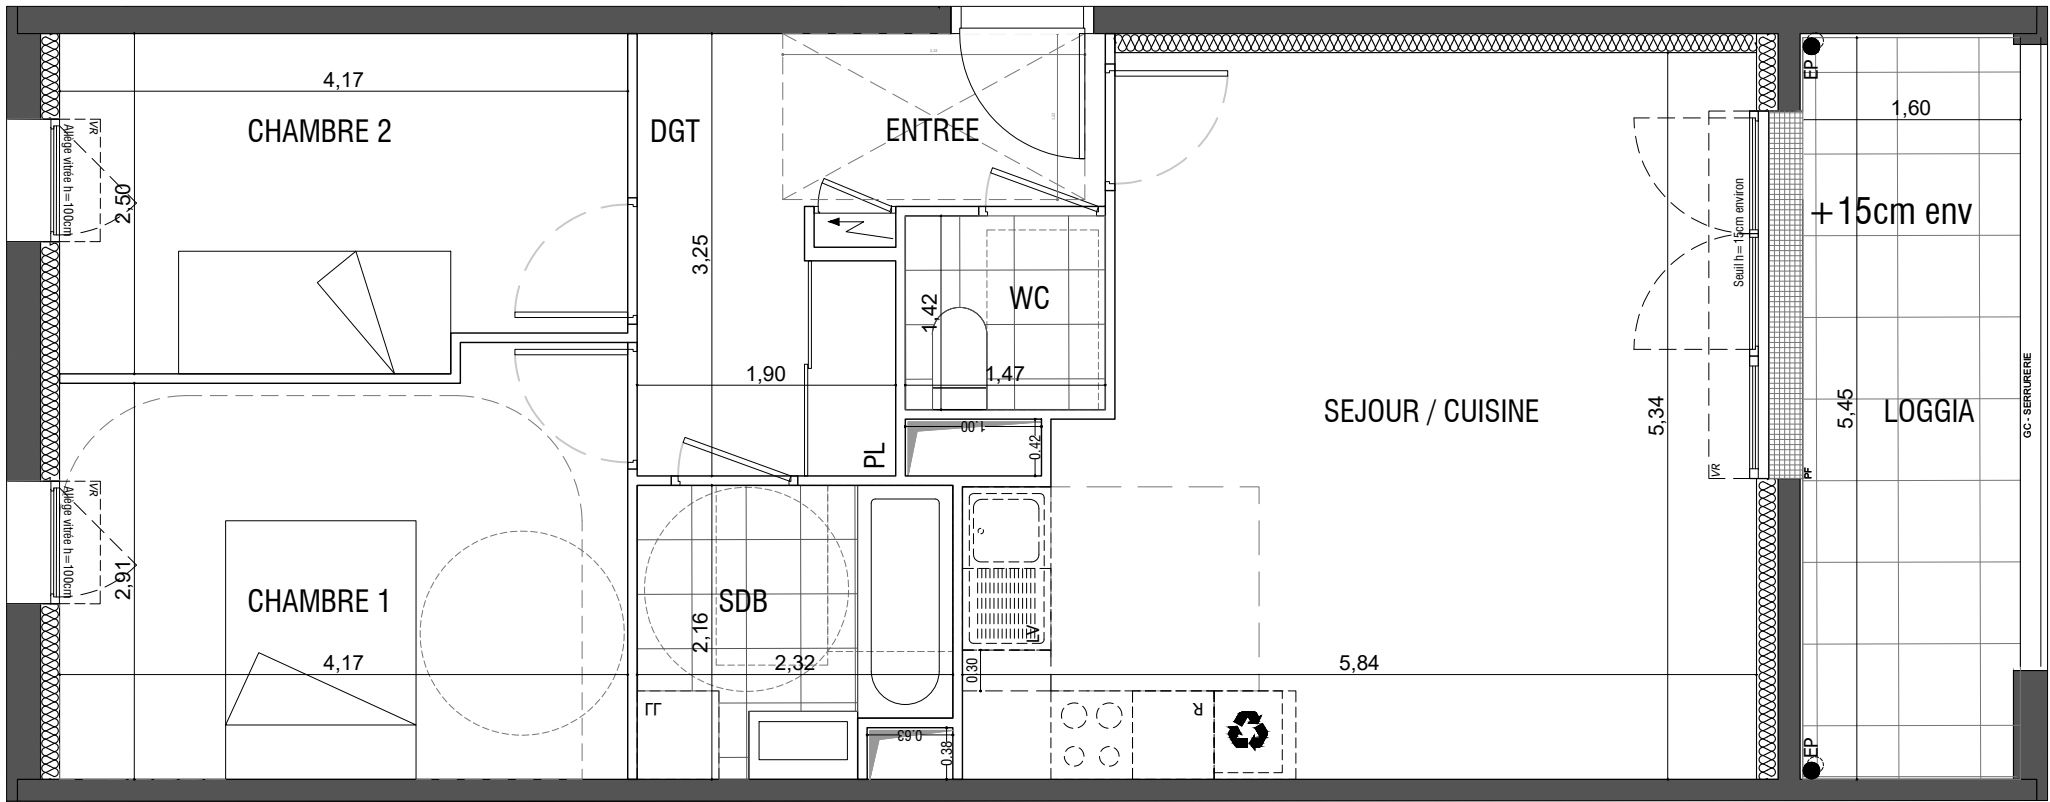 4,17
CHAMBRE 2
VR
Allège vitrée h=100cm
2,50
DGT
ENTREE
3,25
WC
1,42
1,47
1,90
PL
1.00
0.42
SEJOUR / CUISINE
5,34
Seuil h=15cm environ
VR
PF
EP
1,60
+15cm env
5,45
LOGGIA
GC - SERRURERIE
VR
Allège vitrée h=100cm
2,91
CHAMBRE 1
4,17
SDB
2,16
2,32
LL
0.63
0.38
LV
0.30
5,84
R
EP